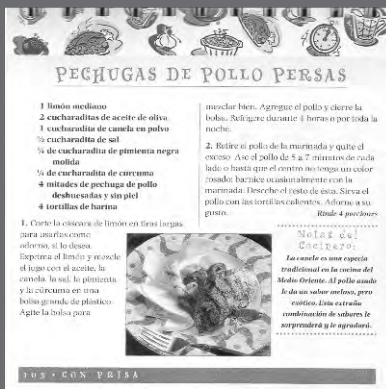 PECHUGAS DE POLLO PERSAS
1 limón mediano
2 cucharaditas de aceite de oliva
1 cucharadita de canela en polvo
cucharadita de sal
¼ de cucharadita de pimienta negra
molida
¼ de cucharadita de cúrcuma
4 mitades de pechuga de pollo
deshuesadas y sin piel
4 tortillas de harina
1. Corte la cáscara de limón en tiras largas
para usarlas como
adorno, si lo desea.
Exprima el limón y mezcle
el jugo con el aceite, la
canela, la sal, la pimienta
y la cúrcuma en una
bolsa grande de plástico.
Agite la bolsa para
mezclar bien. Agregue el pollo y cierre la
bolsa. Refrigere durante 4 horas o por toda la
noche.
2. Retire el pollo de la marinada y quite el
exceso. Ase el pollo de 5 a 7 minutos de cada
lado o hasta que el centro no tenga un color
rosado; barnice ocasionalmente con la
marinada. Deseche el resto de ésta. Sirva el
pollo con las tortillas calientes. Adorne a su
gusto.
Rinde 4 porciones
Notas del
Cocinero:
La canela es una especia
tradicional en la cocina del
Medio Oriente. Al pollo asado
le da un sabor meloso, pero
exótico. Esta extraña
combinación de sabores le
sorprenderá y le agradará.
CON PRISA